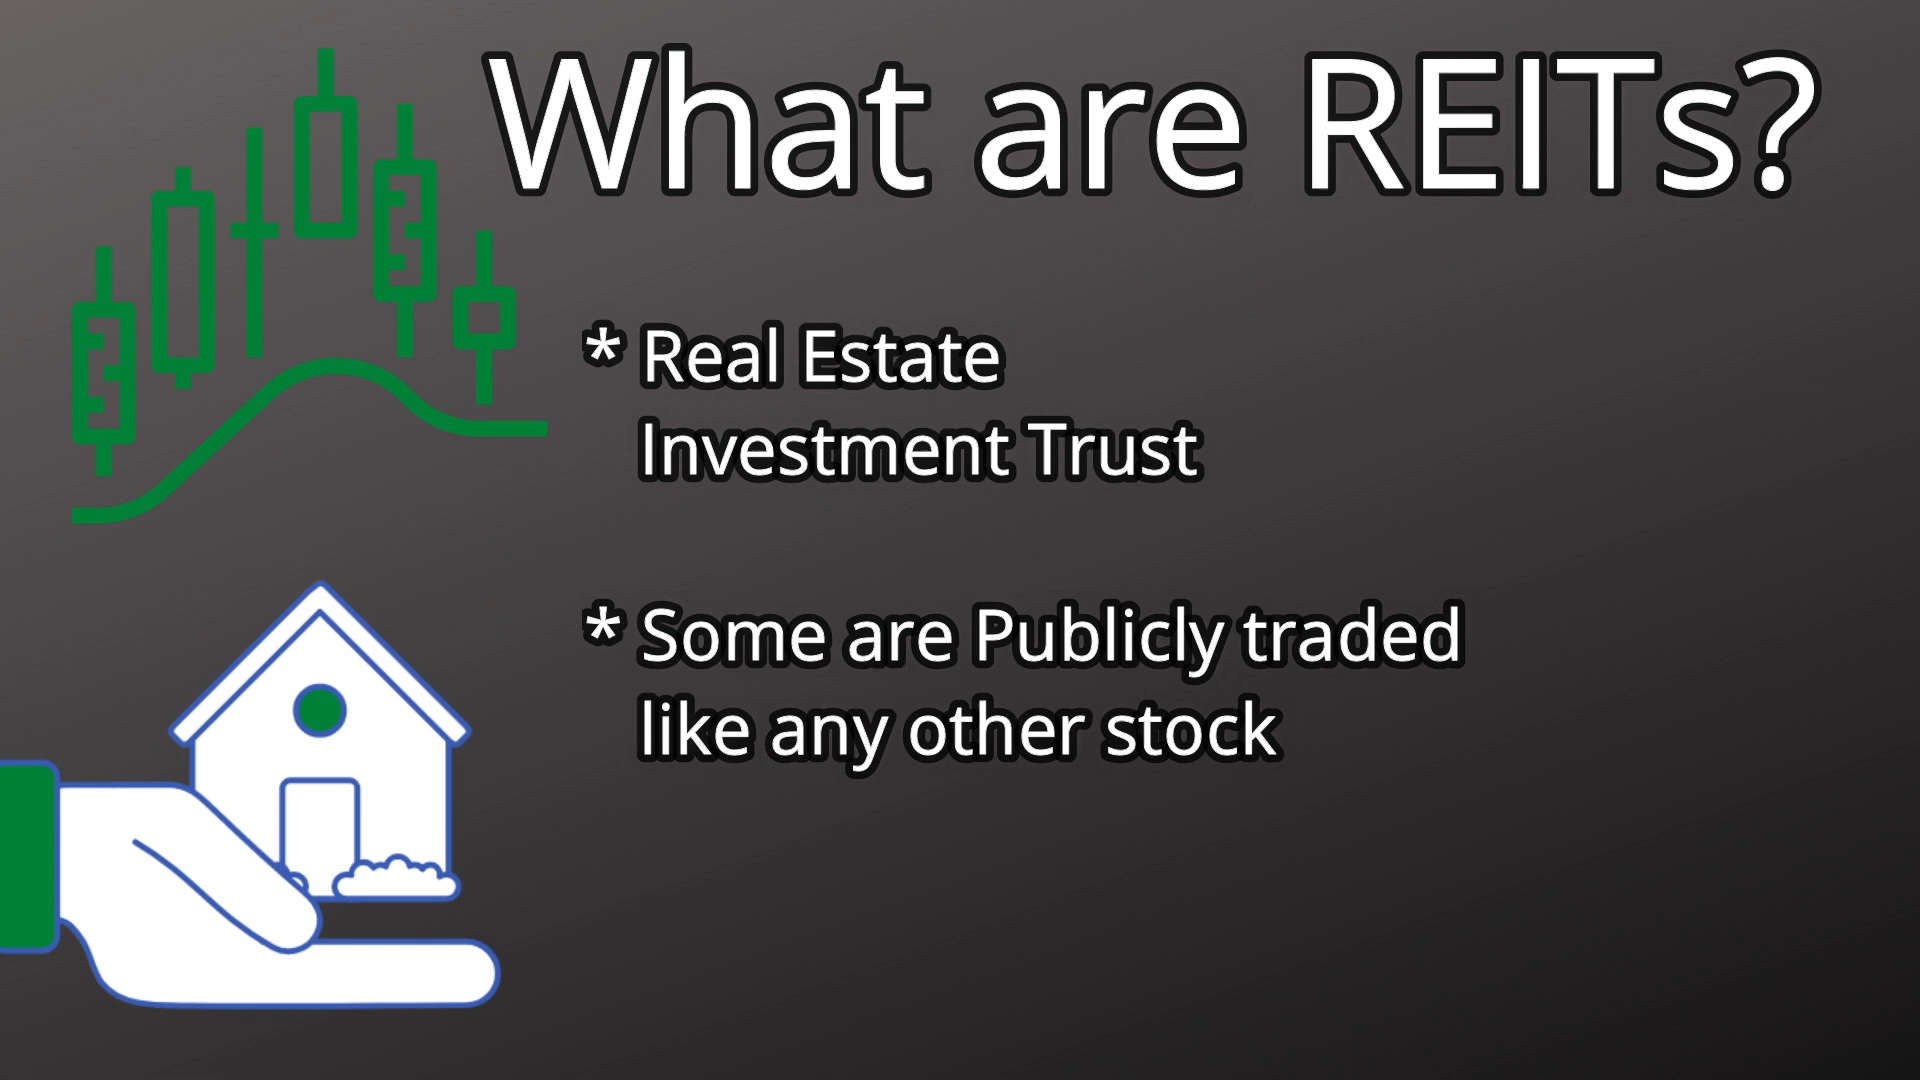 What are REITs?
* Real Estate
Investment Trust
* Some are Publicly traded
like any other stock